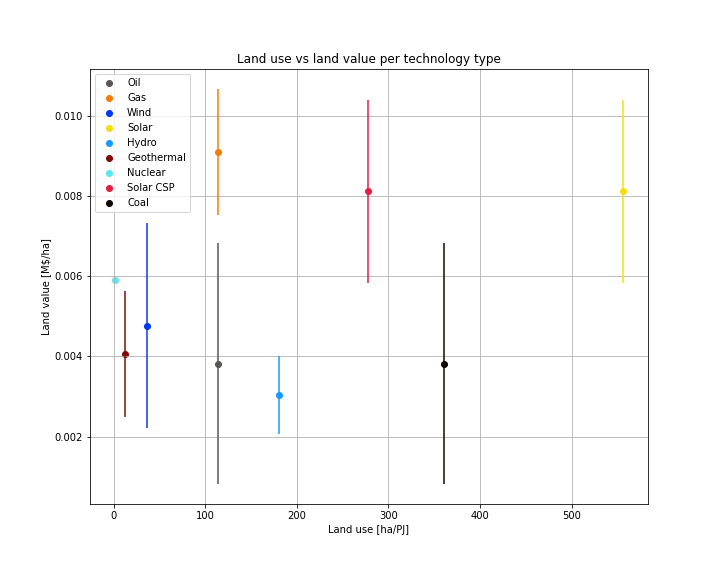 Land use vs land value per technology type
Oil
Gas
Wind
Solar
Hydro
Geothermal
Nuclear
Solar CSP
Coal
0.010
0.008
0.006
0.004
0.002
Land value [M$/ha]
0 100 200 300 400 500
Land use [ha/PJ]